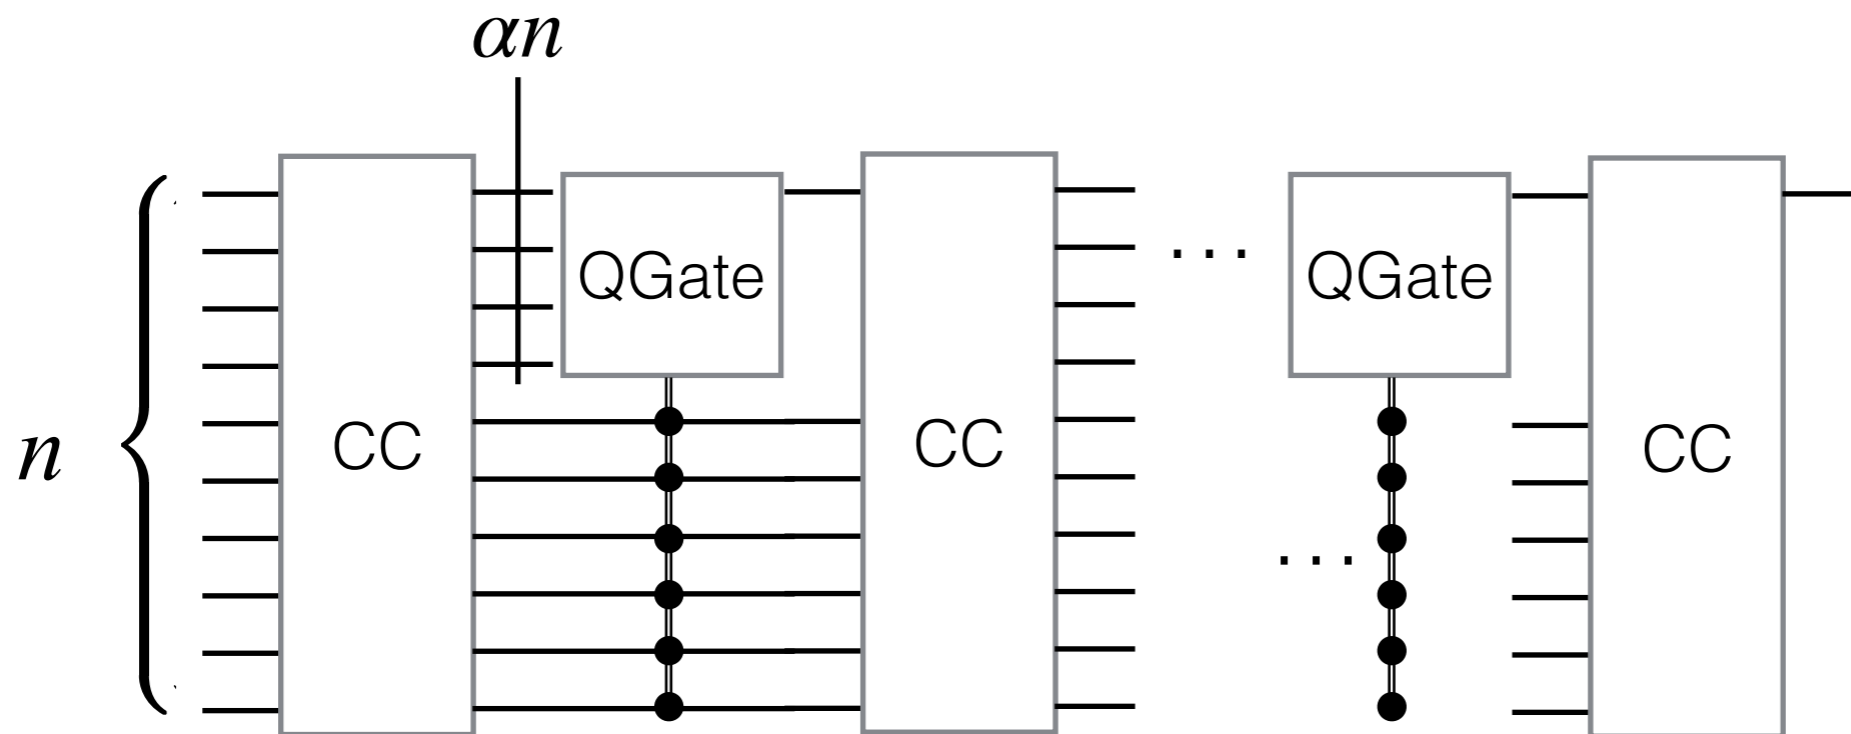 αn
QGate
QGate
. . .
n
CC
CC
CC
. . .